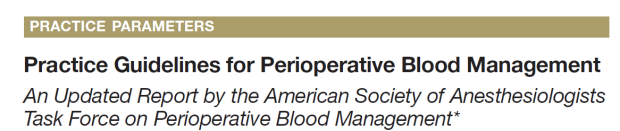 PRACTICE PARAMETERS
Practice Guidelines for Perioperative Blood Management
An Updated Report by the American Society of Anesthesiologists
Task Force on Perioperative Blood Management*